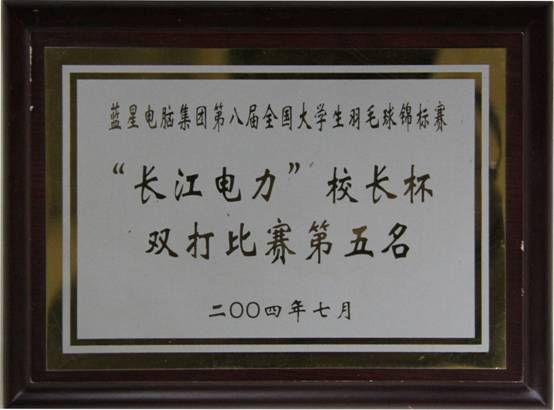 蓝星电脑集团第八届全国大学生羽毛球锦标赛
“长江电力”校长杯
双打比赛第五名
二〇〇四年七月